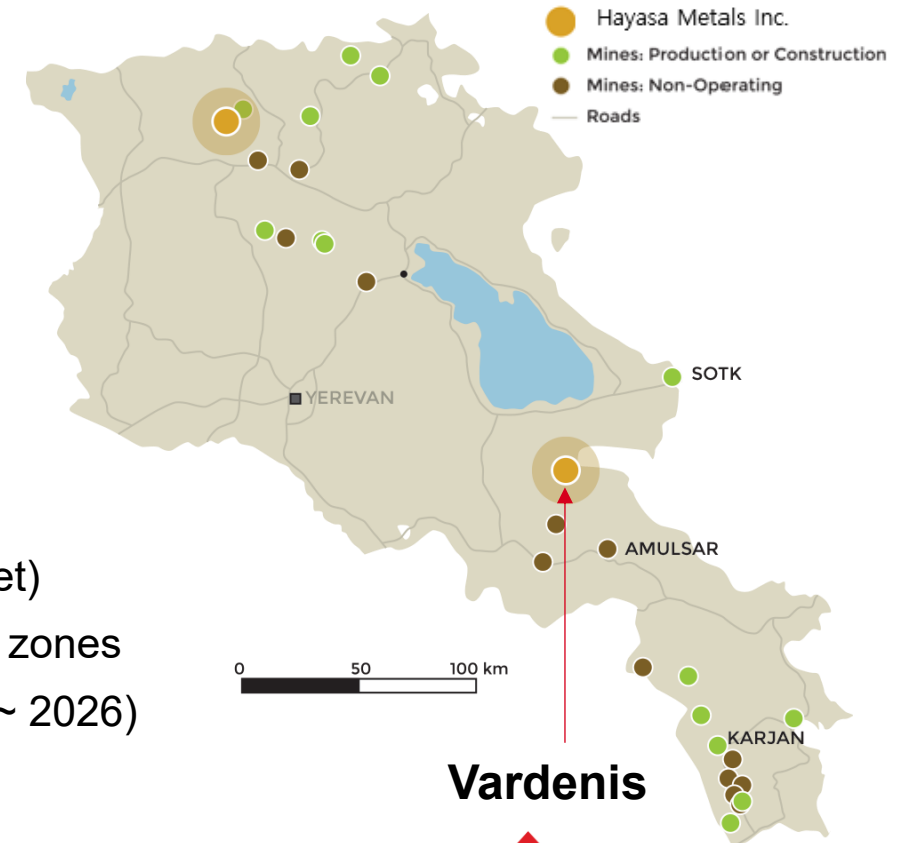 Hayasa Metals Inc.
Mines: Production or Construction
Mines: Non-Operating
Roads
SOTK
YEREVAN
AMULSAR
et)
zones
~ 2026)
0 50 100 km
KARJAN
Vardenis